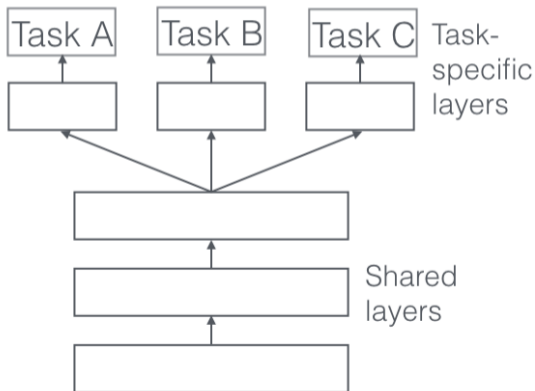 Task A
Task B
Task C
Task-
specific
layers
Shared
layers